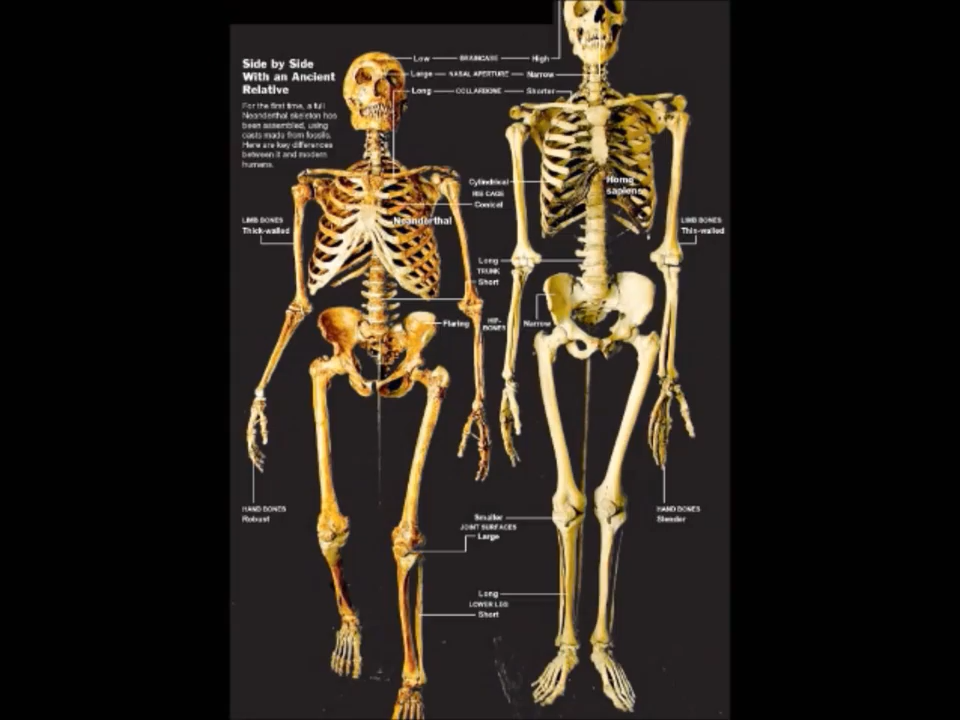 Side by Side
With an Ancient
Relative
For the first time, a full
Neanderthal skeleton has
been assembled, using
casts made from fossils.
Here are key differences
between it and modern
humans.
Low BRAINCASE High
Large NASAL APERTURE Narrow
Long COLLARBONE Shorter
Cylindrical
RIB CAGE
Conical
Neanderthal
Homo
sapiens
LIMB BONES
Thick-walled
LIMB BONES
Thin-walled
Long
TRUNK
Short
Flaring
HIP-
BONES
Narrow
HAND BONES
Robust
HAND BONES
Slender
Smaller
JOINT SURFACES
Large
Long
LOWER LEG
Short